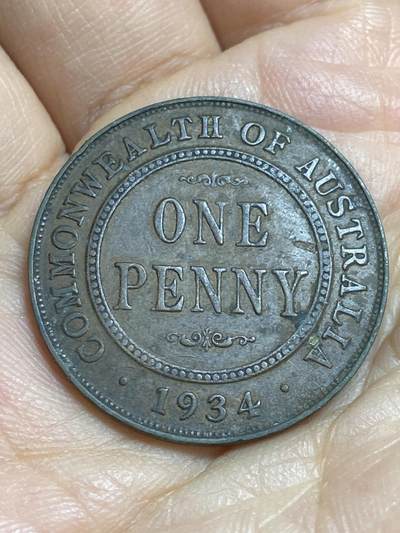 COMMONWEALTH OF AUSTRALIA
ONE
PENNY
· 1934 ·